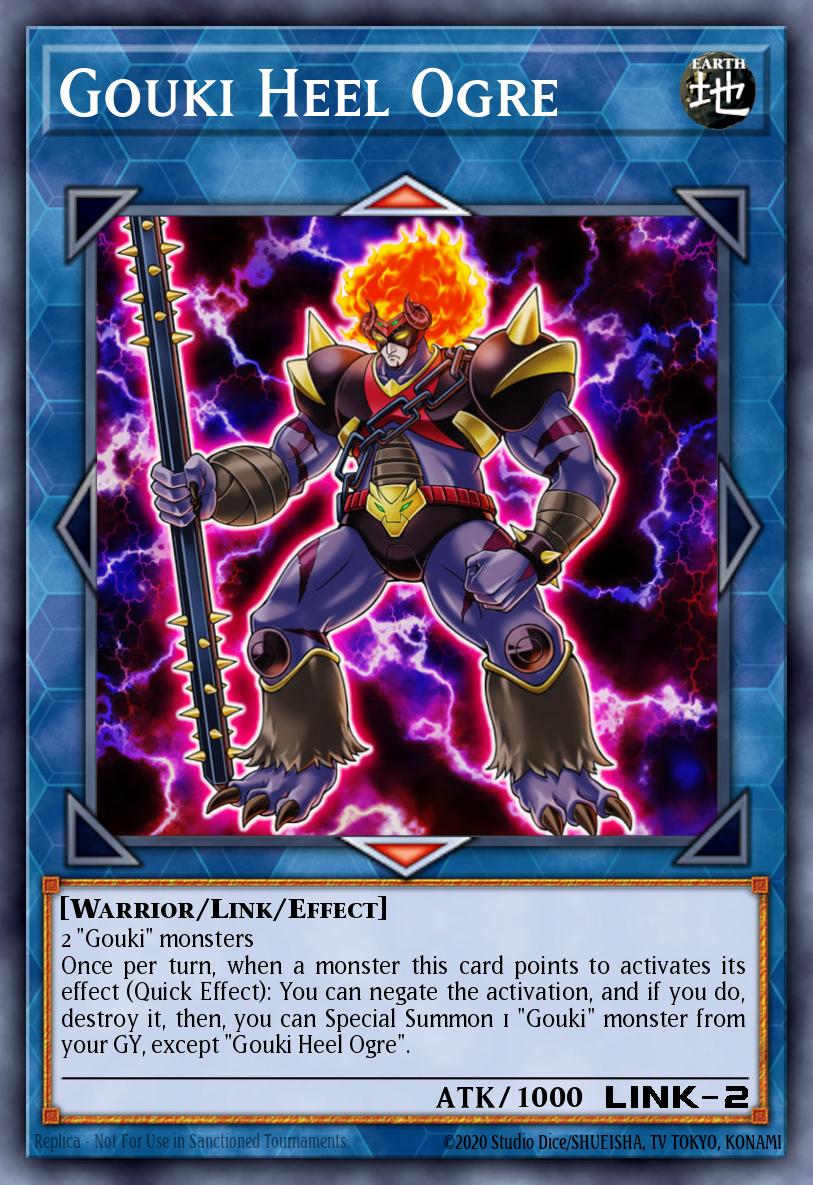 Gouki Heel Ogre
EARTH
地
[Warrior/Link/Effect]
2 "Gouki" monsters
Once per turn, when a monster this card points to activates its
effect (Quick Effect): You can negate the activation, and if you do,
destroy it, then, you can Special Summon 1 "Gouki" monster from
your GY, except "Gouki Heel Ogre".
ATK/1000 LINK-2
Replica - Not For Use in Sanctioned Tournaments. ©2020 Studio Dice/SHUEISHA, TV TOKYO, KONAMI